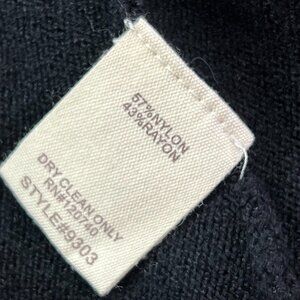 57%NYLON
43%RAYON
DRY CLEAN ONLY
RN#120740
STYLE#9303